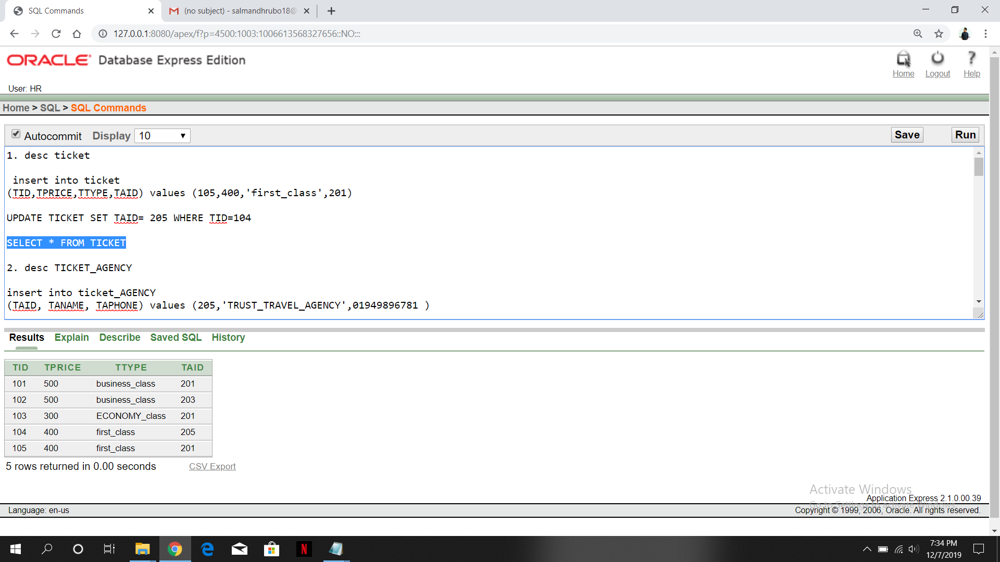 SQL Commands
(no subject) - salmandhrubo18@
127.0.0.1:8080/apex/f?p=4500:1003:1006613568327656::NO:::
ORACLE Database Express Edition
Home Logout Help
User: HR
Home > SQL > SQL Commands
Autocommit Display 10 Save Run
1. desc ticket
insert into ticket
(TID,TPRICE,TTYPE,TAID) values (105,400,'first_class',201)
UPDATE TICKET SET TAID= 205 WHERE TID=104
SELECT * FROM TICKET
2. desc TICKET_AGENCY
insert into ticket_AGENCY
(TAID, TANAME, TAPHONE) values (205,'TRUST_TRAVEL_AGENCY',01949896781 )
Results Explain Describe Saved SQL History
TID TPRICE TTYPE TAID
101 500 business_class 201
102 500 business_class 203
103 300 ECONOMY_class 201
104 400 first_class 205
105 400 first_class 201
5 rows returned in 0.00 seconds CSV Export
Activate Windows
Go to Settings to activate Windows.
Application Express 2.1.0.00.39
Language: en-us
Copyright © 1999, 2006, Oracle. All rights reserved.
7:34 PM
12/7/2019